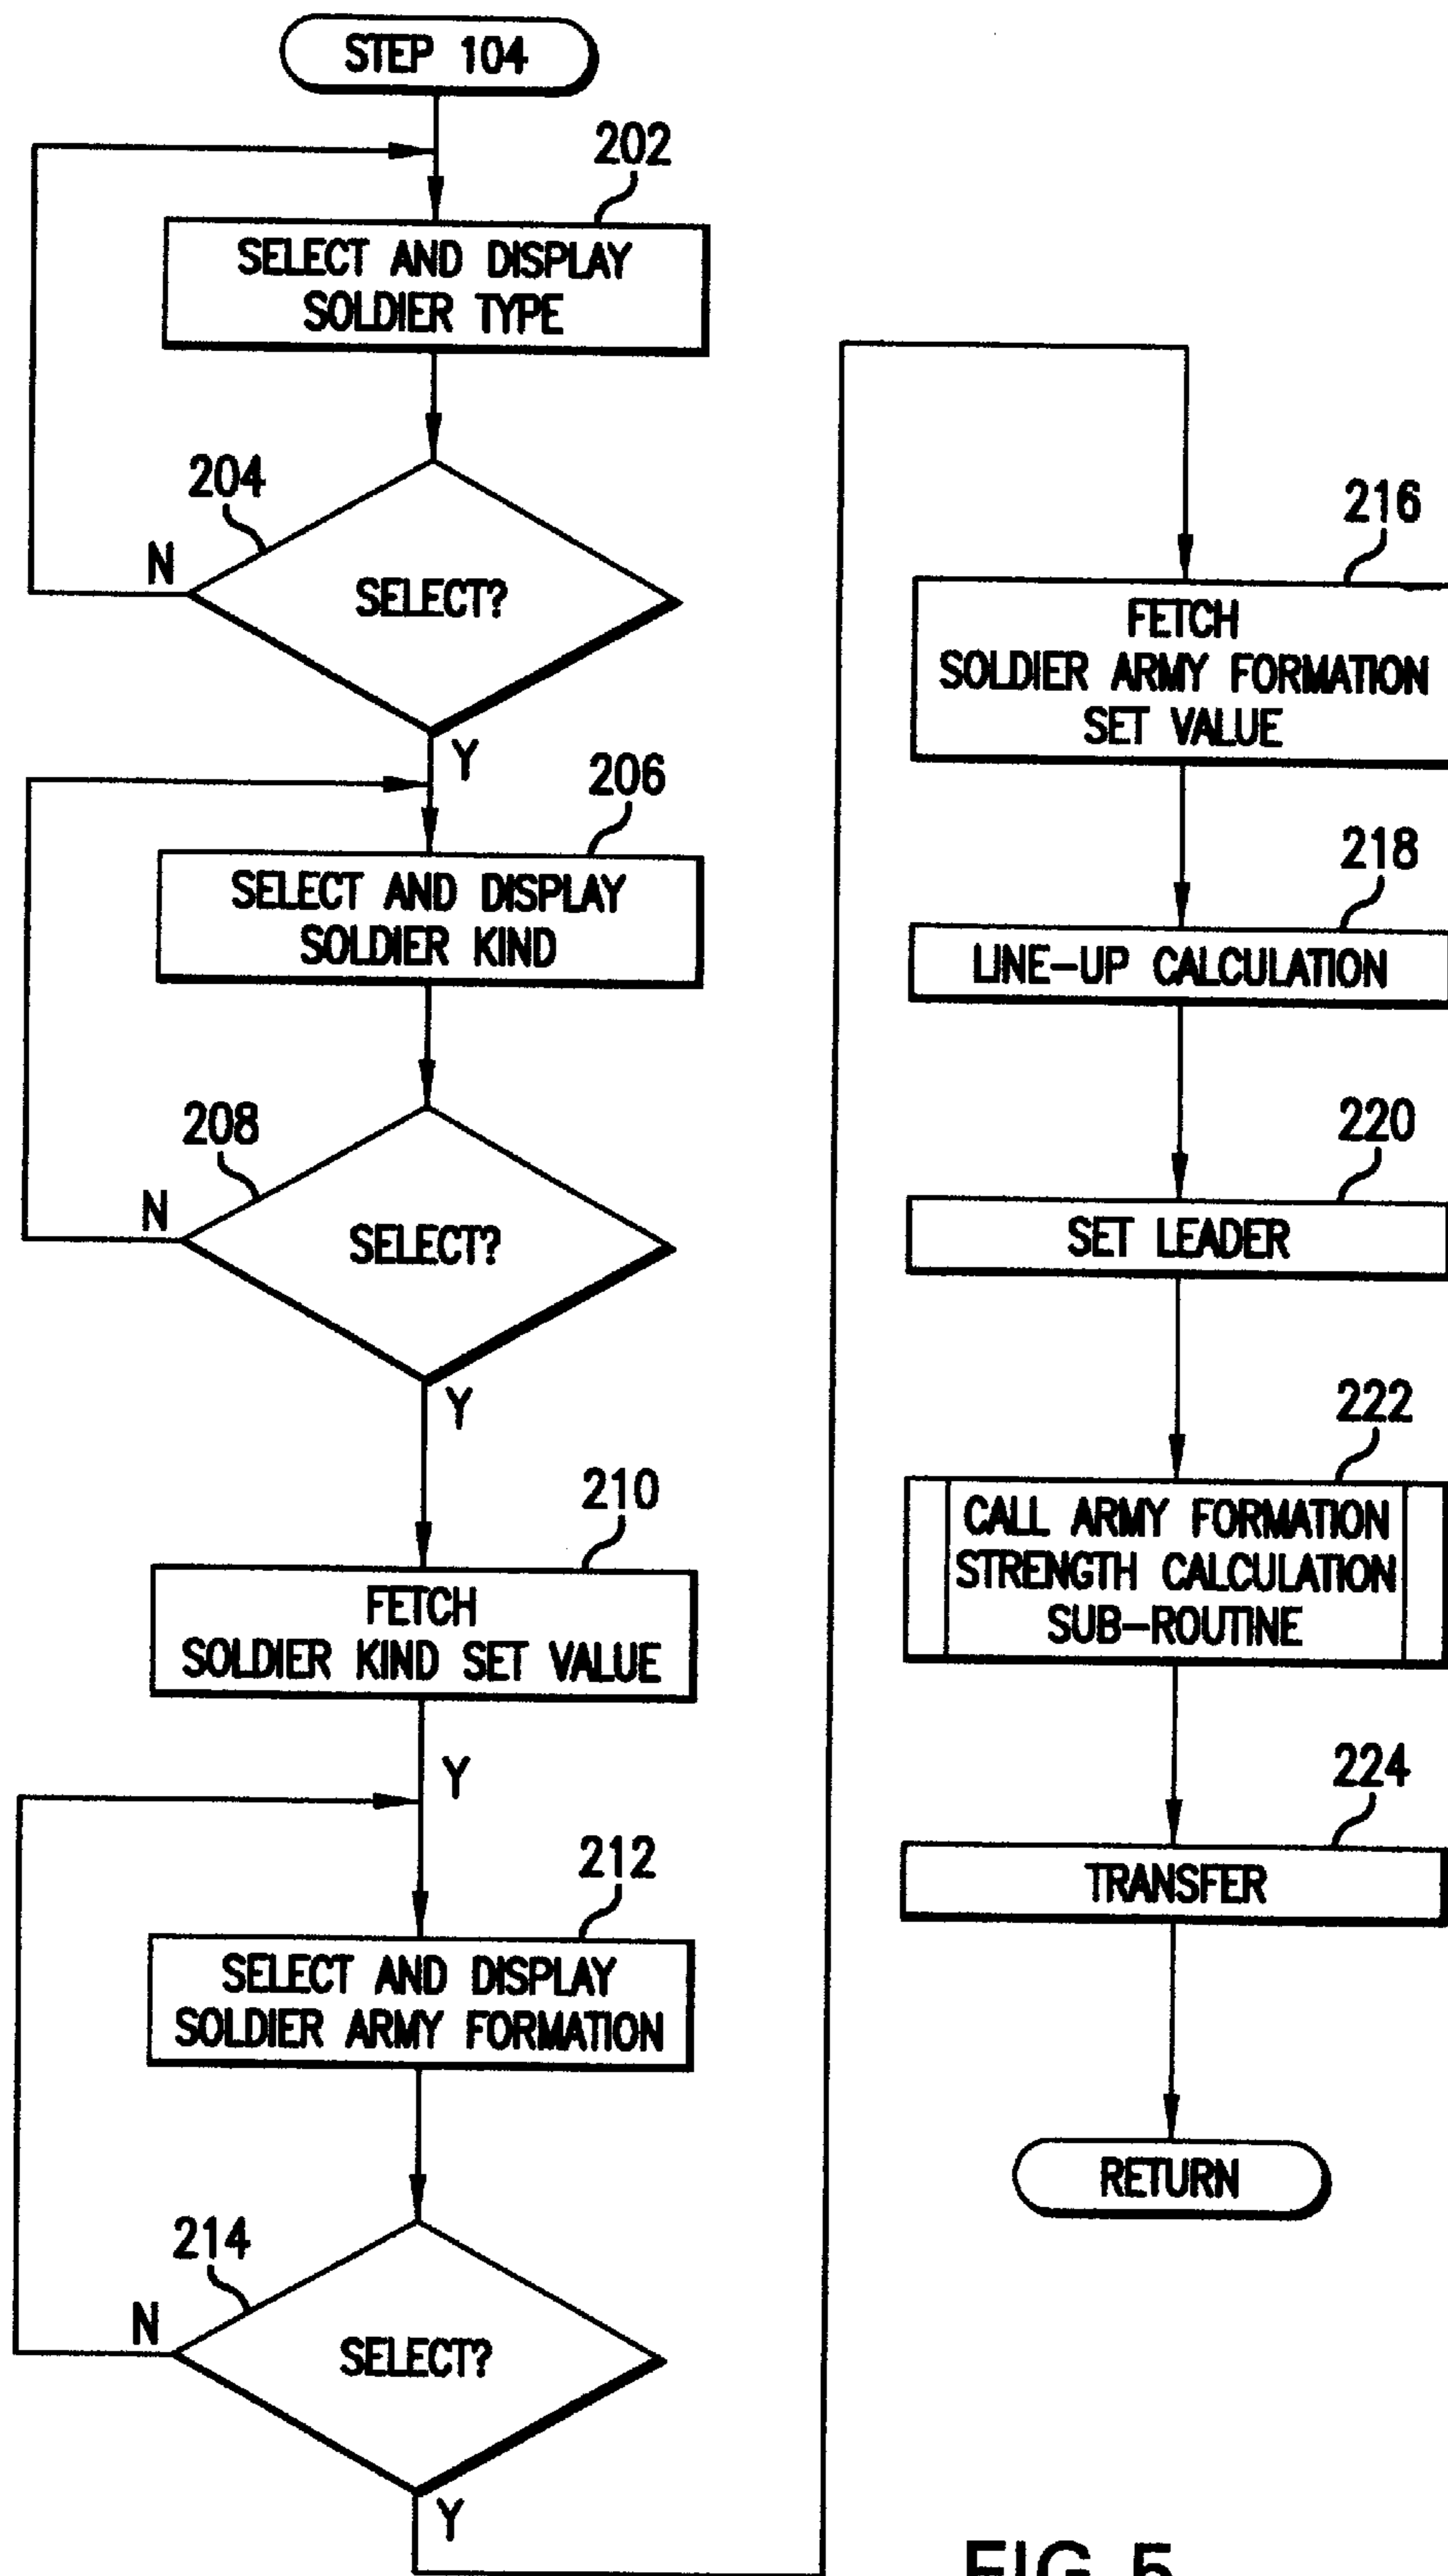 STEP 104
202
SELECT AND DISPLAY
SOLDIER TYPE
204
N
SELECT?
Y
206
SELECT AND DISPLAY
SOLDIER KIND
208
N
SELECT?
Y
210
FETCH
SOLDIER KIND SET VALUE
Y
212
SELECT AND DISPLAY
SOLDIER ARMY FORMATION
214
N
SELECT?
Y
216
FETCH
SOLDIER ARMY FORMATION
SET VALUE
218
LINE-UP CALCULATION
220
SET LEADER
222
CALL ARMY FORMATION
STRENGTH CALCULATION
SUB-ROUTINE
224
TRANSFER
RETURN
FIG. 5